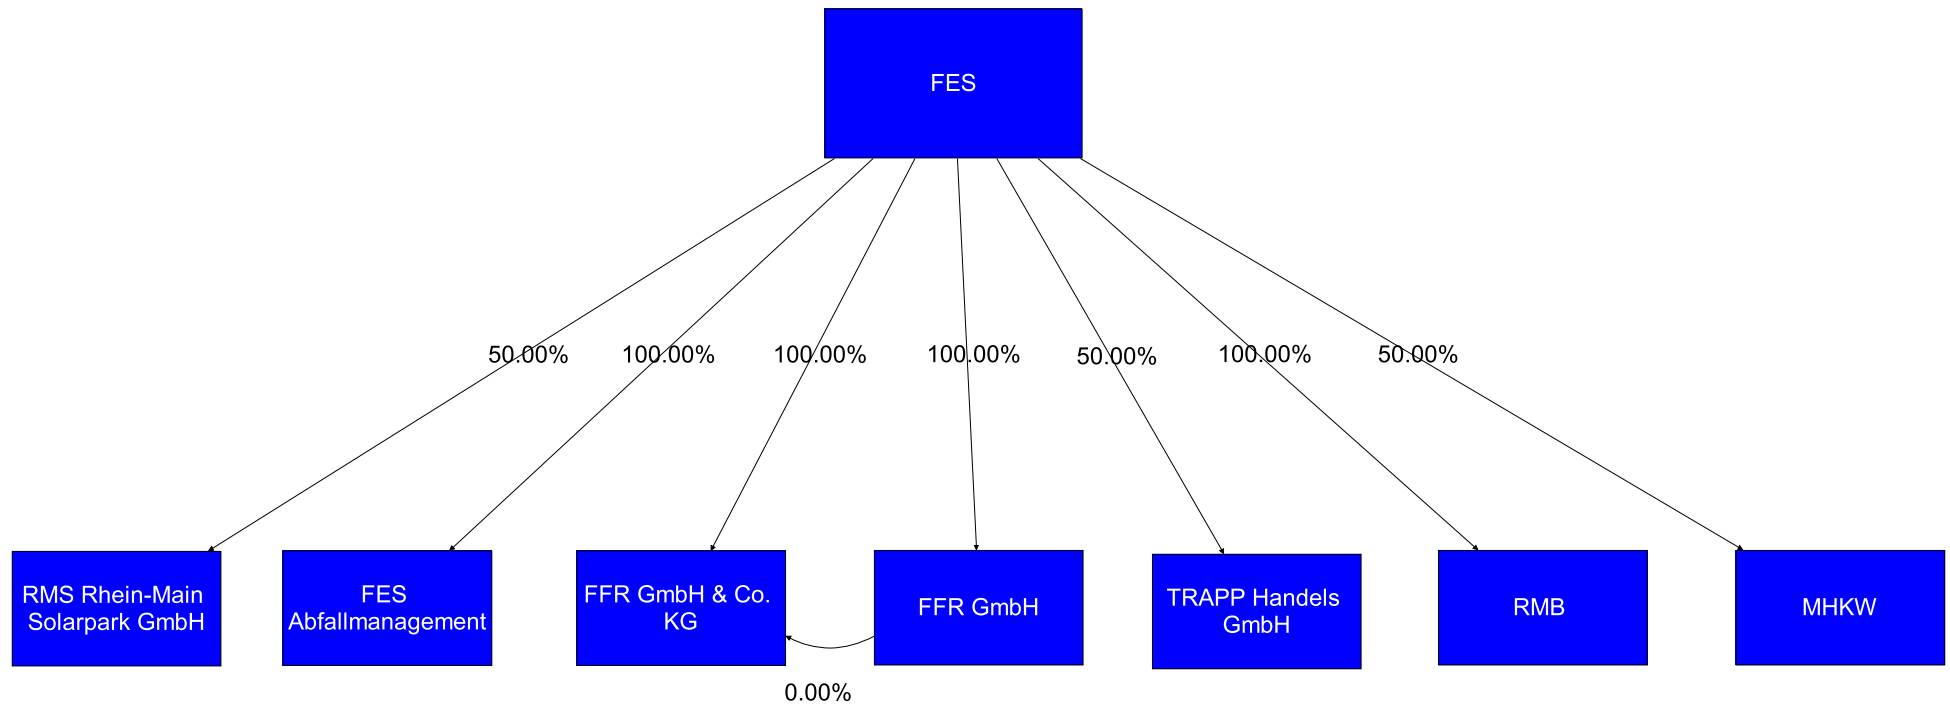 FES
50.00%
100.00%
100.00%
100.00%
50.00%
100.00%
50.00%
RMS Rhein-Main
Solarpark GmbH
FES
Abfallmanagement
FFR GmbH & Co.
KG
FFR GmbH
TRAPP Handels
GmbH
RMB
MHKW
0.00%